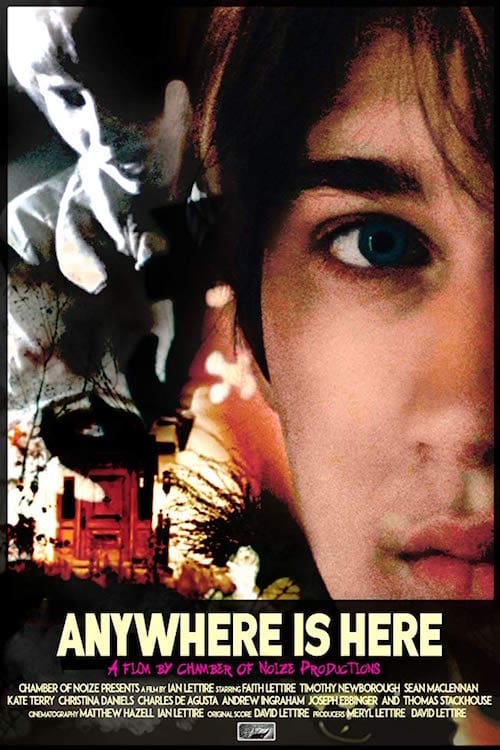 ANYWHERE IS HERE
A FILM BY CHAMBER OF NOIZE PRODUCTIONS
CHAMBER OF NOIZE PRESENTS A FILM BY IAN LETTIRE STARRING FAITH LETTIRE TIMOTHY NEWBOROUGH SEAN MACLENNAN
KATE TERRY CHRISTINA DANIELS CHARLES DE AGUSTA ANDREW INGRAHAM JOSEPH EBBINGER AND THOMAS STACKHOUSE
CINEMATOGRAPHY MATTHEW HAZELL IAN LETTIRE ORIGINAL SCORE DAVID LETTIRE PRODUCERS MERYL LETTIRE DAVID LETTIRE